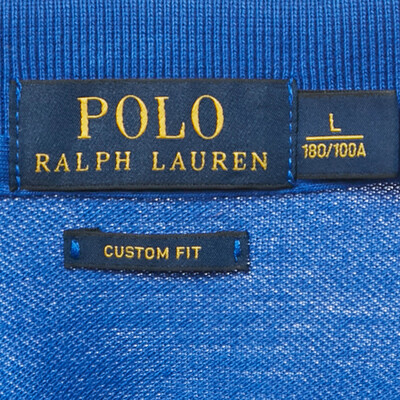 POLO
RALPH LAUREN
L
180/100A
CUSTOM FIT